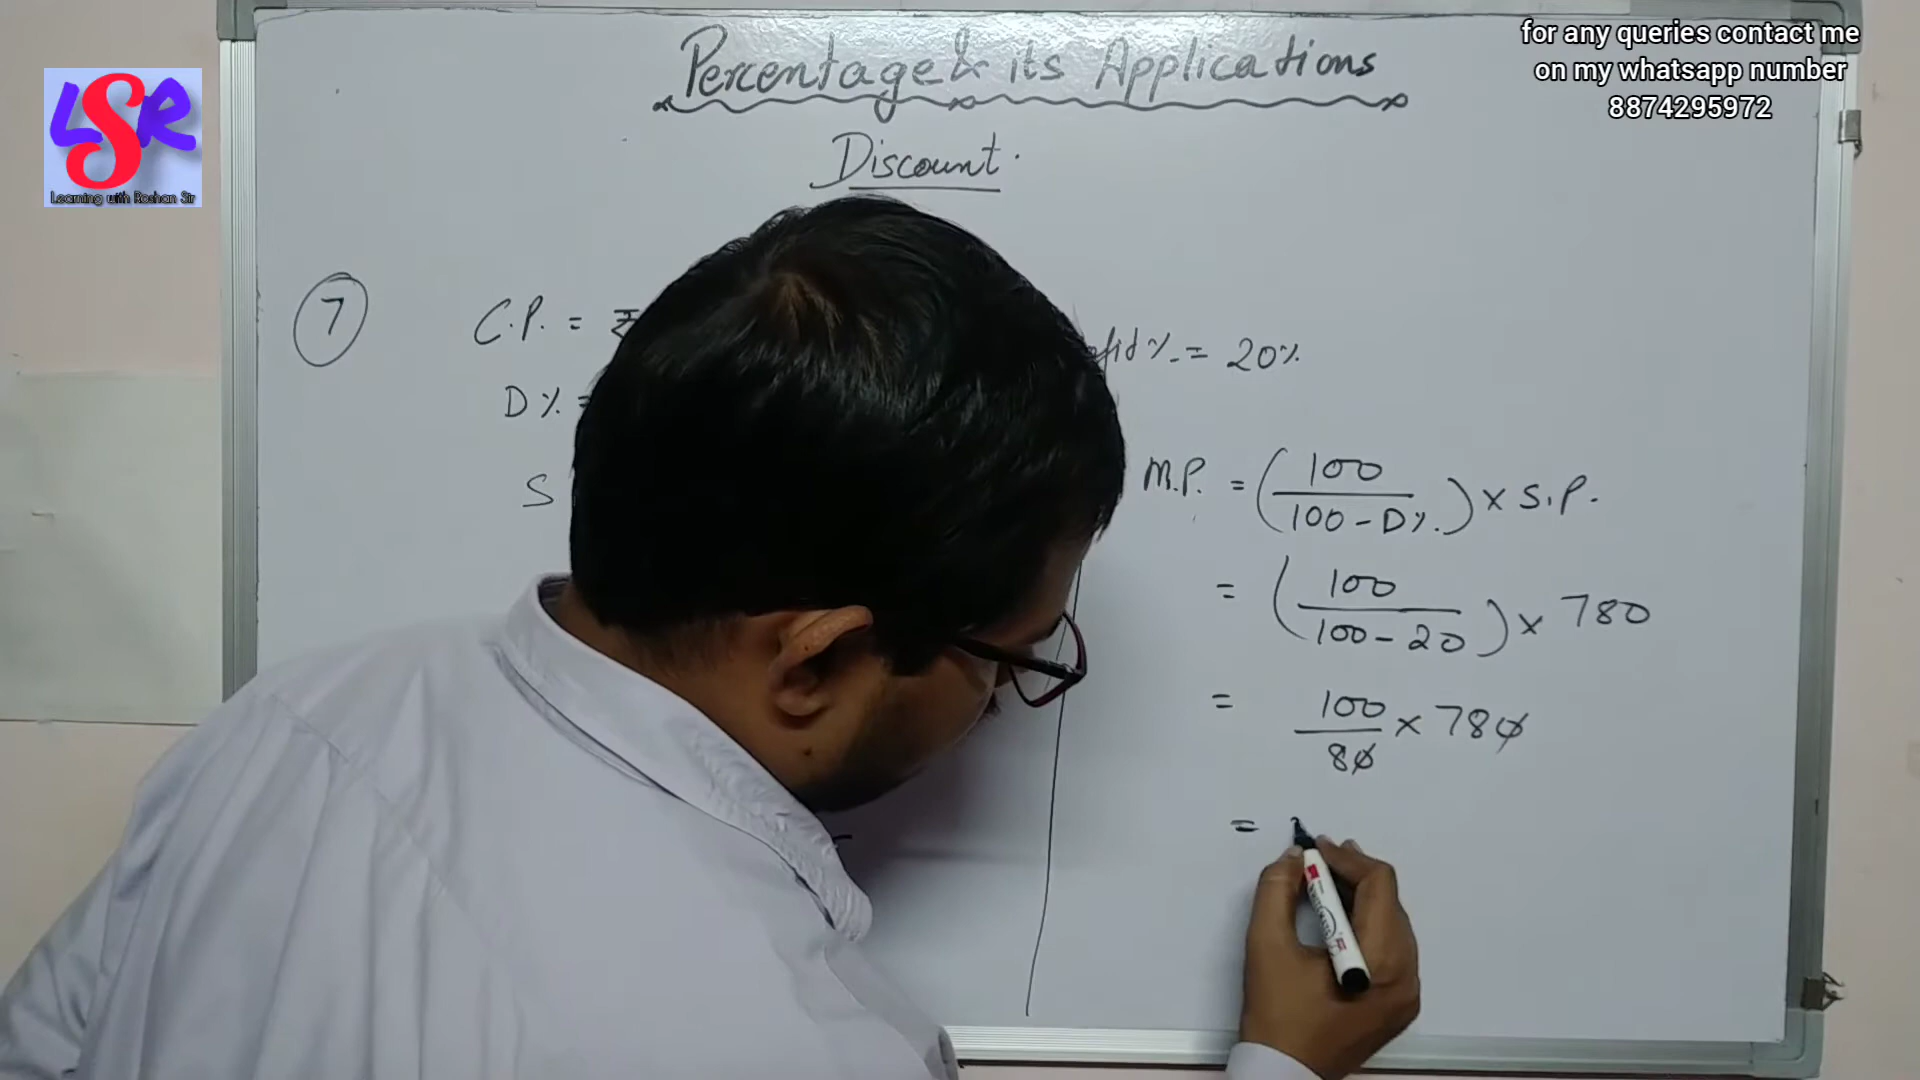 for any queries contact me
on my whatsapp number
8874295972
LSR
Learning with Roshan Sir
Percentage & its Applications
Discount.
7
C.P. = ₹
D% =
S
20%
M.P. = (100/100-D%.) × S.P.
= (100/100-20) × 780
= 100/80 × 780
=